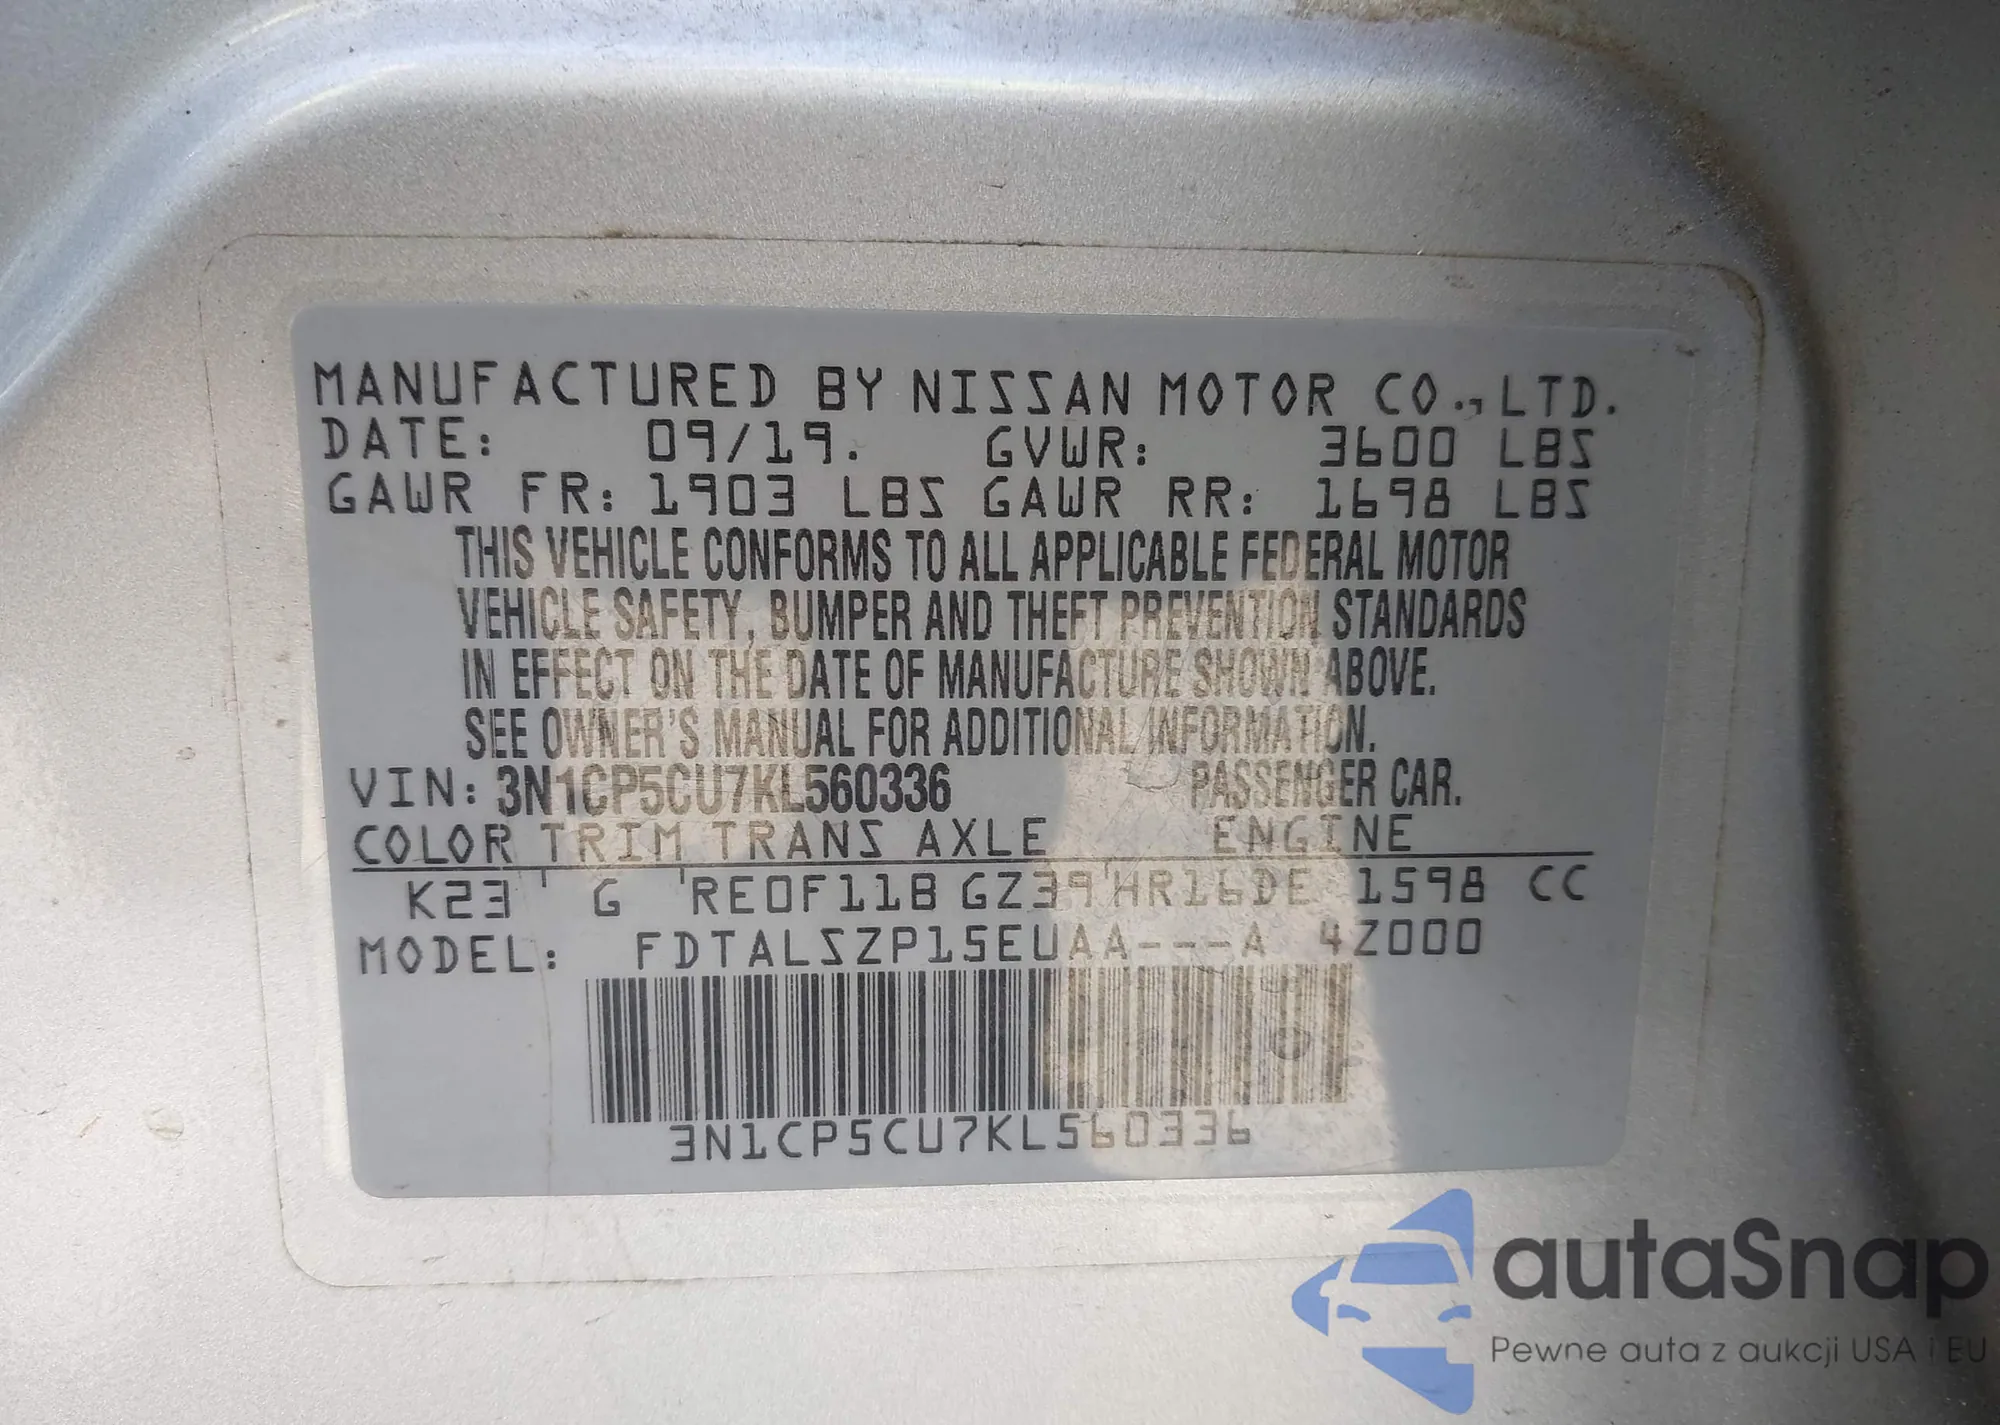 MANUFACTURED BY NISSAN MOTOR CO., LTD.
DATE: 09/19. GVWR: 3600 LBS
GAWR FR: 1903 LBS GAWR RR: 1698 LBS
THIS VEHICLE CONFORMS TO ALL APPLICABLE FEDERAL MOTOR
VEHICLE SAFETY, BUMPER AND THEFT PREVENTION STANDARDS
IN EFFECT ON THE DATE OF MANUFACTURE SHOWN ABOVE.
SEE OWNER'S MANUAL FOR ADDITIONAL INFORMATION.
VIN: 3N1CP5CU7KL560336 PASSENGER CAR.
COLOR TRIM TRANS AXLE ENGINE
K23 G RE0F11B GZ39 HR16DE 1598 CC
MODEL: FDTALSZP15EUAA---A 4Z000
3N1CP5CU7KL560336
autaSnap
Pewne auta z aukcji USA i EU